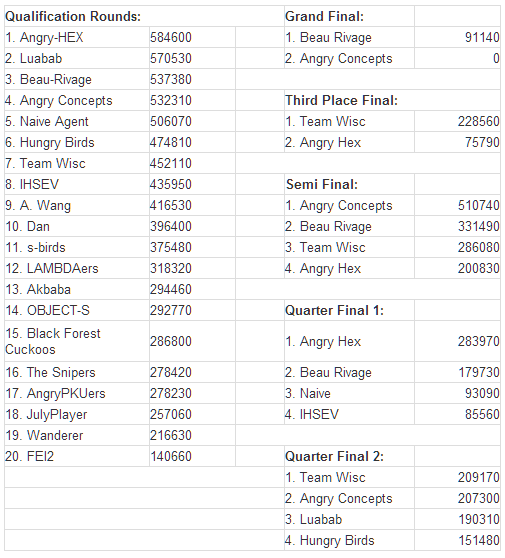 Qualification Rounds:
1. Angry-HEX 584600
2. Luabab 570530
3. Beau-Rivage 537380
4. Angry Concepts 532310
5. Naive Agent 506070
6. Hungry Birds 474810
7. Team Wisc 452110
8. IHSEV 435950
9. A. Wang 416530
10. Dan 396400
11. s-birds 375480
12. LAMBDAers 318320
13. Akbaba 294460
14. OBJECT-S 292770
15. Black Forest
Cuckoos 286800
16. The Snipers 278420
17. AngryPKUers 278230
18. JulyPlayer 257060
19. Wanderer 216630
20. FEI2 140660
Grand Final:
1. Beau Rivage 91140
2. Angry Concepts 0
Third Place Final:
1. Team Wisc 228560
2. Angry Hex 75790
Semi Final:
1. Angry Concepts 510740
2. Beau Rivage 331490
3. Team Wisc 286080
4. Angry Hex 200830
Quarter Final 1:
1. Angry Hex 283970
2. Beau Rivage 179730
3. Naive 93090
4. IHSEV 85560
Quarter Final 2:
1. Team Wisc 209170
2. Angry Concepts 207300
3. Luabab 190310
4. Hungry Birds 151480